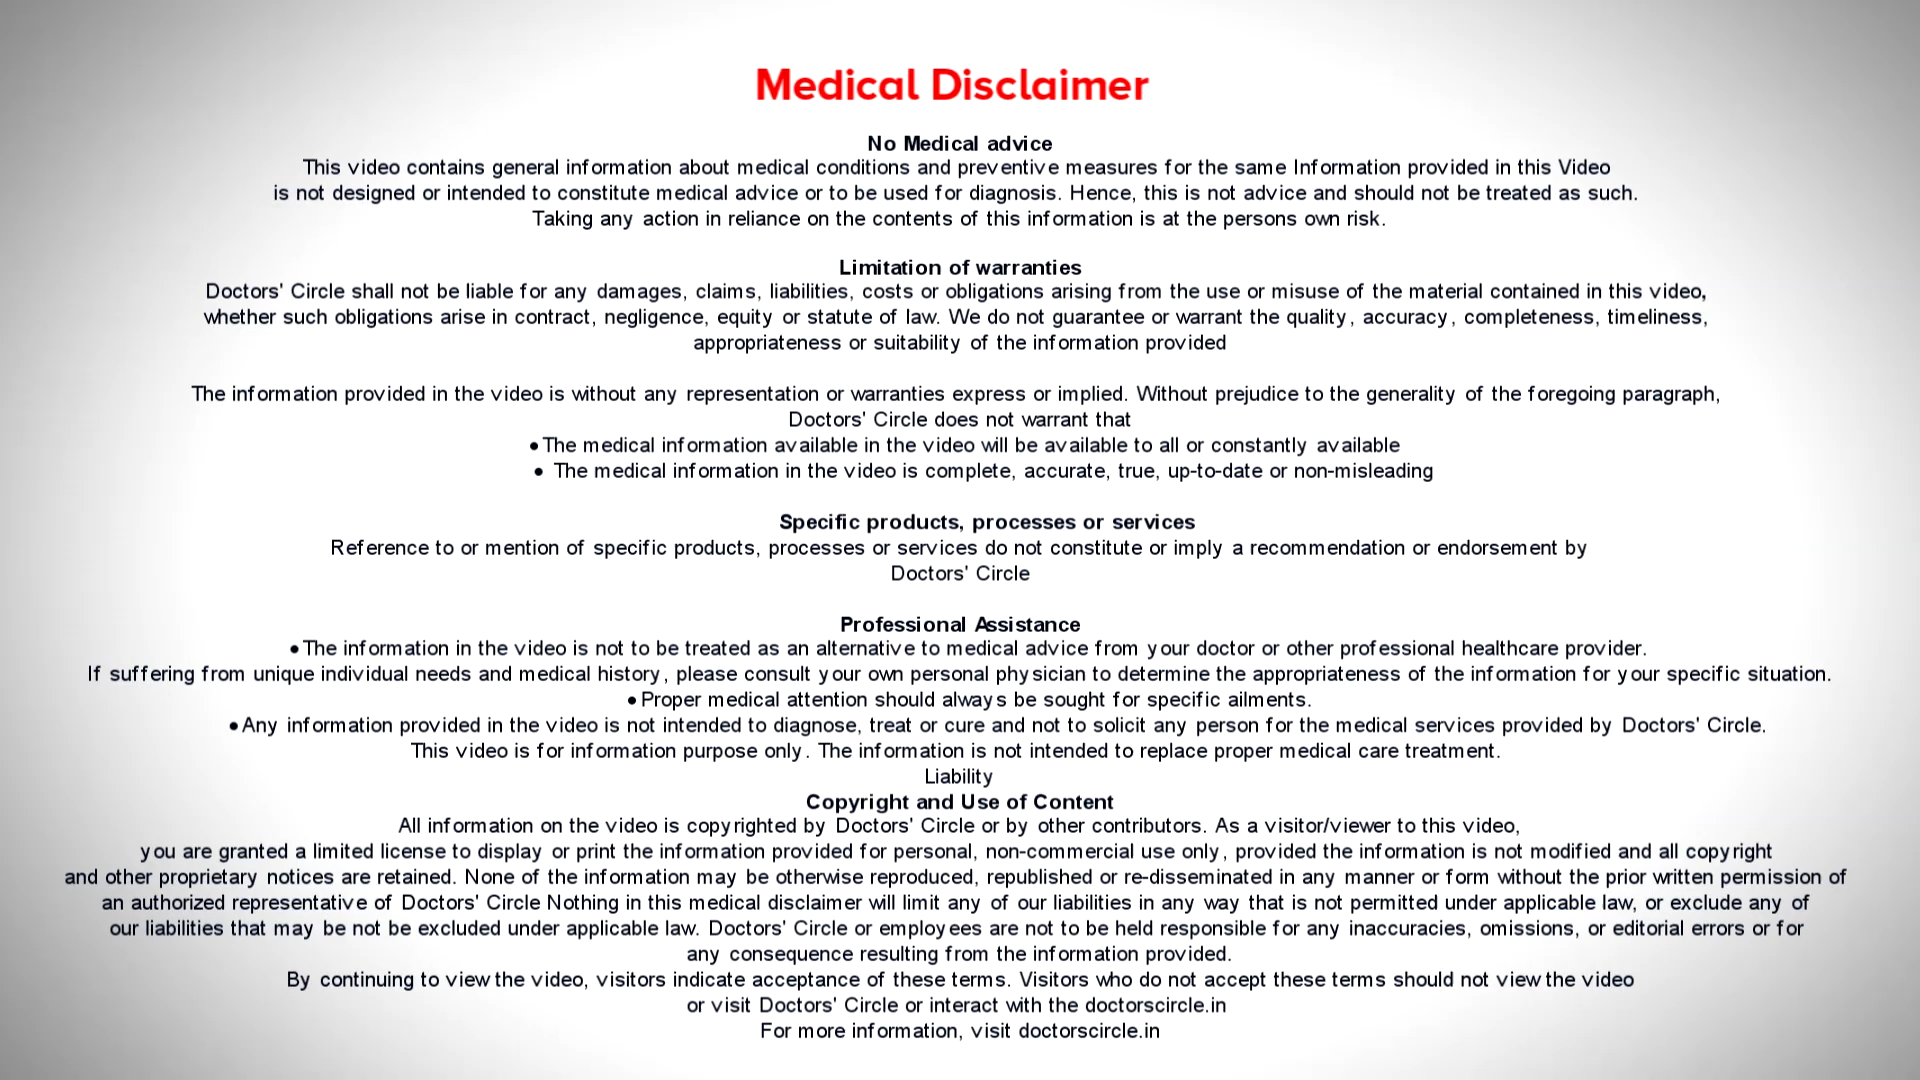 Medical Disclaimer
No Medical advice
This video contains general information about medical conditions and preventive measures for the same Information provided in this Video
is not designed or intended to constitute medical advice or to be used for diagnosis. Hence, this is not advice and should not be treated as such.
Taking any action in reliance on the contents of this information is at the persons own risk.
Limitation of warranties
Doctors' Circle shall not be liable for any damages, claims, liabilities, costs or obligations arising from the use or misuse of the material contained in this video,
whether such obligations arise in contract, negligence, equity or statute of law. We do not guarantee or warrant the quality, accuracy, completeness, timeliness,
appropriateness or suitability of the information provided
The information provided in the video is without any representation or warranties express or implied. Without prejudice to the generality of the foregoing paragraph,
Doctors' Circle does not warrant that
• The medical information available in the video will be available to all or constantly available
• The medical information in the video is complete, accurate, true, up-to-date or non-misleading
Specific products, processes or services
Reference to or mention of specific products, processes or services do not constitute or imply a recommendation or endorsement by
Doctors' Circle
Professional Assistance
• The information in the video is not to be treated as an alternative to medical advice from your doctor or other professional healthcare provider.
If suffering from unique individual needs and medical history, please consult your own personal physician to determine the appropriateness of the information for your specific situation.
• Proper medical attention should always be sought for specific ailments.
• Any information provided in the video is not intended to diagnose, treat or cure and not to solicit any person for the medical services provided by Doctors' Circle.
This video is for information purpose only. The information is not intended to replace proper medical care treatment.
Liability
Copyright and Use of Content
All information on the video is copyrighted by Doctors' Circle or by other contributors. As a visitor/viewer to this video,
you are granted a limited license to display or print the information provided for personal, non-commercial use only, provided the information is not modified and all copyright
and other proprietary notices are retained. None of the information may be otherwise reproduced, republished or re-disseminated in any manner or form without the prior written permission of
an authorized representative of Doctors' Circle Nothing in this medical disclaimer will limit any of our liabilities in any way that is not permitted under applicable law, or exclude any of
our liabilities that may be not be excluded under applicable law. Doctors' Circle or employees are not to be held responsible for any inaccuracies, omissions, or editorial errors or for
any consequence resulting from the information provided.
By continuing to view the video, visitors indicate acceptance of these terms. Visitors who do not accept these terms should not view the video
or visit Doctors' Circle or interact with the doctorscircle.in
For more information, visit doctorscircle.in